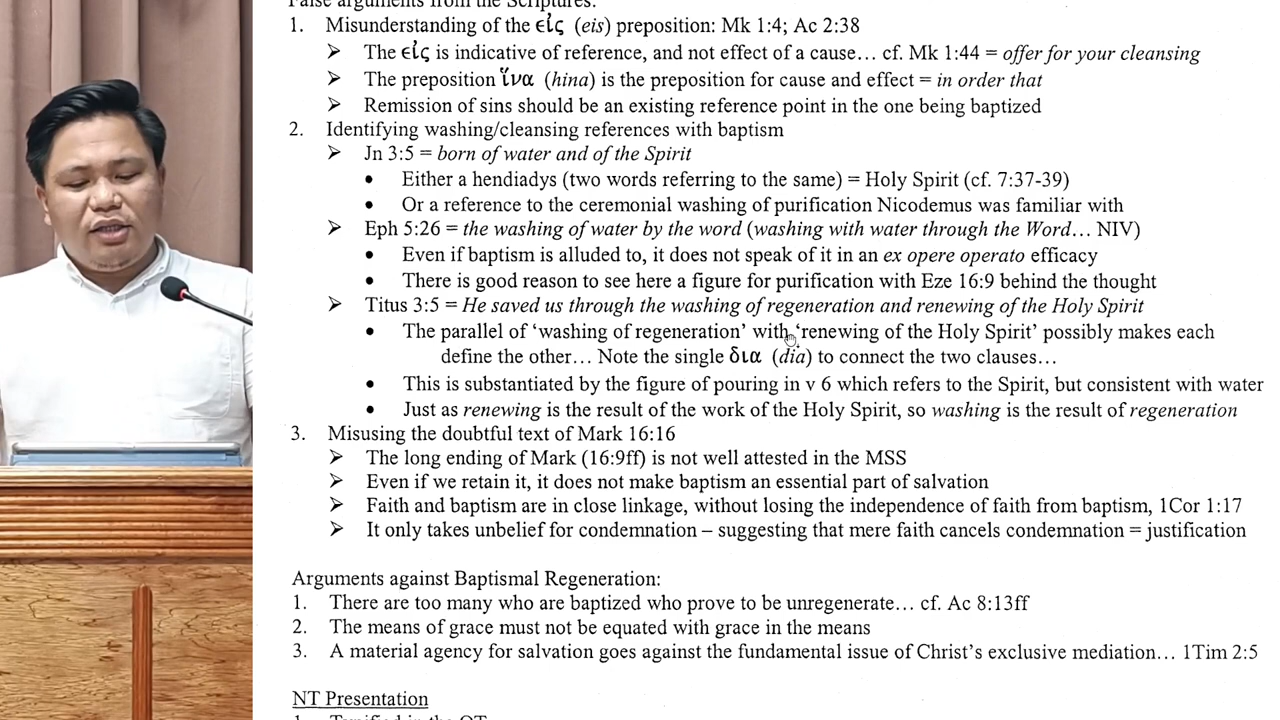 False arguments from the Scriptures:
1. Misunderstanding of the εἰς (eis) preposition: Mk 1:4; Ac 2:38
➢ The εἰς is indicative of reference, and not effect of a cause… cf. Mk 1:44 = offer for your cleansing
➢ The preposition ἵνα (hina) is the preposition for cause and effect = in order that
➢ Remission of sins should be an existing reference point in the one being baptized
2. Identifying washing/cleansing references with baptism
➢ Jn 3:5 = born of water and of the Spirit
• Either a hendiadys (two words referring to the same) = Holy Spirit (cf. 7:37-39)
• Or a reference to the ceremonial washing of purification Nicodemus was familiar with
➢ Eph 5:26 = the washing of water by the word (washing with water through the Word… NIV)
• Even if baptism is alluded to, it does not speak of it in an ex opere operato efficacy
• There is good reason to see here a figure for purification with Eze 16:9 behind the thought
➢ Titus 3:5 = He saved us through the washing of regeneration and renewing of the Holy Spirit
• The parallel of ‘washing of regeneration’ with ‘renewing of the Holy Spirit’ possibly makes each
define the other… Note the single δια (dia) to connect the two clauses…
• This is substantiated by the figure of pouring in v 6 which refers to the Spirit, but consistent with water
• Just as renewing is the result of the work of the Holy Spirit, so washing is the result of regeneration
3. Misusing the doubtful text of Mark 16:16
➢ The long ending of Mark (16:9ff) is not well attested in the MSS
➢ Even if we retain it, it does not make baptism an essential part of salvation
➢ Faith and baptism are in close linkage, without losing the independence of faith from baptism, 1Cor 1:17
➢ It only takes unbelief for condemnation – suggesting that mere faith cancels condemnation = justification
Arguments against Baptismal Regeneration:
1. There are too many who are baptized who prove to be unregenerate… cf. Ac 8:13ff
2. The means of grace must not be equated with grace in the means
3. A material agency for salvation goes against the fundamental issue of Christ’s exclusive mediation… 1Tim 2:5
NT Presentation
1. Typified in the OT